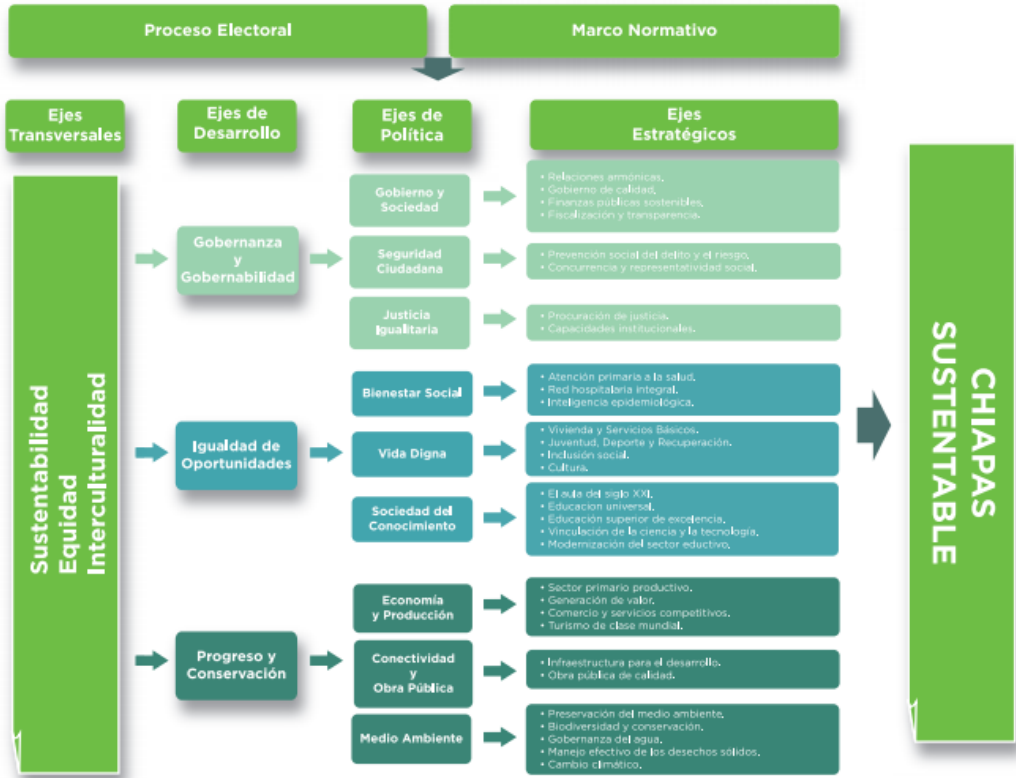 Proceso Electoral
Marco Normativo
Ejes
Transversales
Ejes de
Desarrollo
Ejes de
Política
Ejes
Estratégicos
Sustentabilidad
Equidad
Interculturalidad
Gobernanza
y
Gobernabilidad
Gobierno y
Sociedad
• Relaciones armónicas.
• Gobierno de calidad.
• Finanzas públicas sostenibles.
• Fiscalización y transparencia.
Seguridad
Ciudadana
• Prevención social del delito y el riesgo.
• Concurrencia y representatividad social.
Justicia
Igualitaria
• Procuración de justicia.
• Capacidades institucionales.
Igualdad de
Oportunidades
Bienestar Social
• Atención primaria a la salud.
• Red hospitalaria integral.
• Inteligencia epidemiológica.
Vida Digna
• Vivienda y Servicios Básicos.
• Juventud, Deporte y Recuperación.
• Inclusión social.
• Cultura.
Sociedad del
Conocimiento
• El aula del siglo XXI.
• Educacion universal.
• Educación superior de excelencia.
• Vinculación de la ciencia y la tecnología.
• Modernización del sector eductivo.
Progreso y
Conservación
Economía
y Producción
• Sector primario productivo.
• Generación de valor.
• Comercio y servicios competitivos.
• Turismo de clase mundial.
Conectividad
y
Obra Pública
• Infraestructura para el desarrollo.
• Obra pública de calidad.
Medio Ambiente
• Preservación del medio ambiente.
• Biodiversidad y conservación.
• Gobernanza del agua.
• Manejo efectivo de los desechos sólidos.
• Cambio climático.
CHIAPAS
SUSTENTABLE